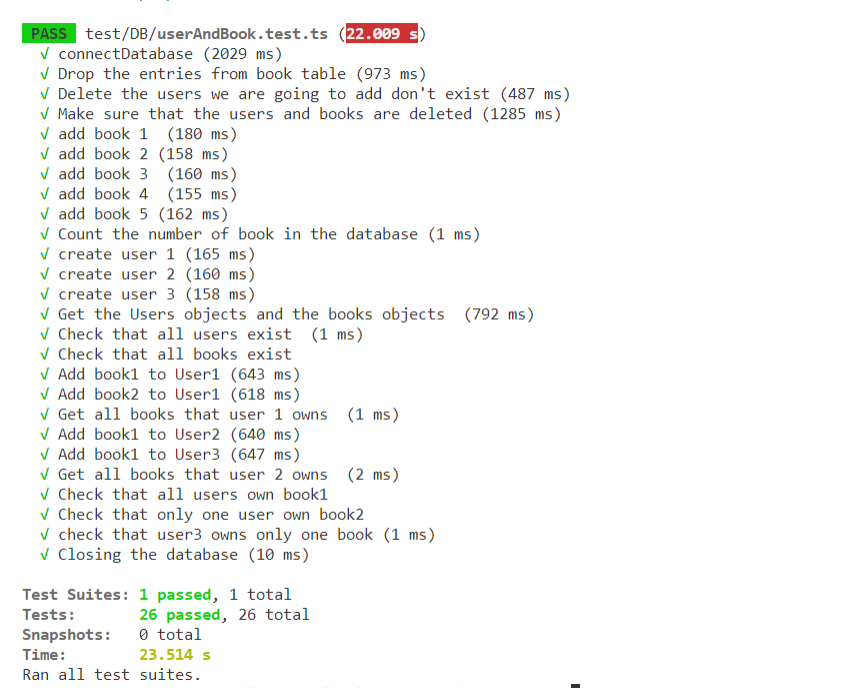 PASS test/DB/userAndBook.test.ts (22.009 s)
√ connectDatabase (2029 ms)
√ Drop the entries from book table (973 ms)
√ Delete the users we are going to add don't exist (487 ms)
√ Make sure that the users and books are deleted (1285 ms)
√ add book 1  (180 ms)
√ add book 2 (158 ms)
√ add book 3  (160 ms)
√ add book 4  (155 ms)
√ add book 5 (162 ms)
√ Count the number of book in the database (1 ms)
√ create user 1 (165 ms)
√ create user 2 (160 ms)
√ create user 3 (158 ms)
√ Get the Users objects and the books objects  (792 ms)
√ Check that all users exist  (1 ms)
√ Check that all books exist
√ Add book1 to User1 (643 ms)
√ Add book2 to User1 (618 ms)
√ Get all books that user 1 owns  (1 ms)
√ Add book1 to User2 (640 ms)
√ Add book1 to User3 (647 ms)
√ Get all books that user 2 owns  (2 ms)
√ Check that all users own book1
√ Check that only one user own book2
√ check that user3 owns only one book (1 ms)
√ Closing the database (10 ms)
Test Suites: 1 passed, 1 total
Tests:       26 passed, 26 total
Snapshots:   0 total
Time:        23.514 s
Ran all test suites.